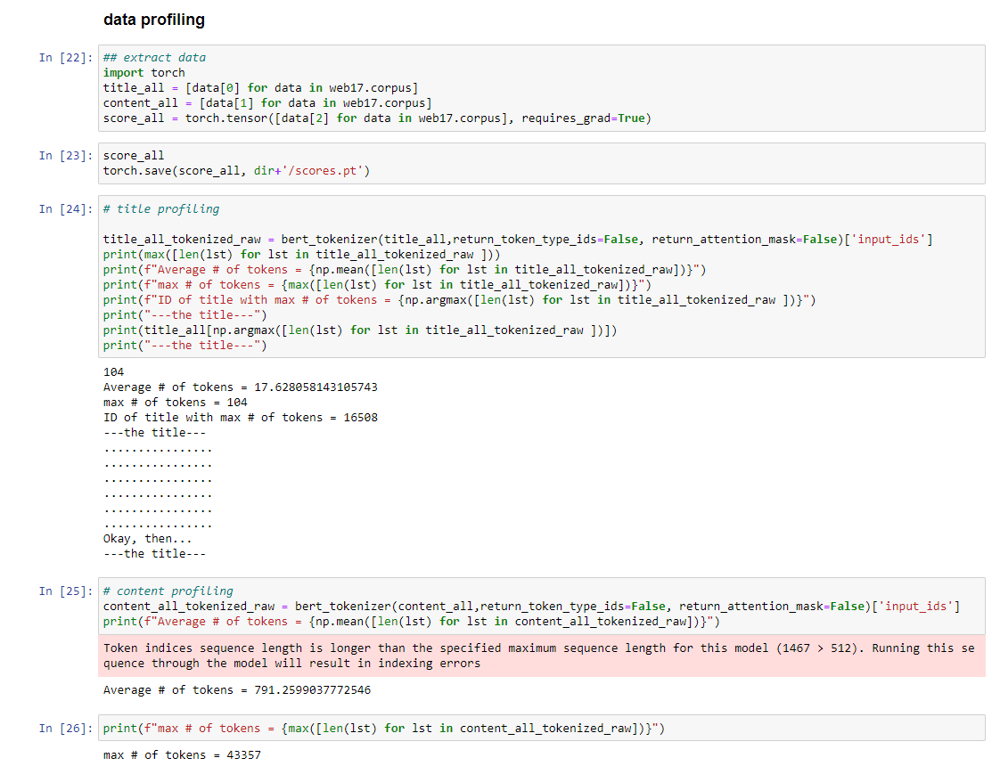 data profiling
In [22]: ## extract data
import torch
title_all = [data[0] for data in web17.corpus]
content_all = [data[1] for data in web17.corpus]
score_all = torch.tensor([data[2] for data in web17.corpus], requires_grad=True)
In [23]: score_all
torch.save(score_all, dir+'/scores.pt')
In [24]: # title profiling
title_all_tokenized_raw = bert_tokenizer(title_all,return_token_type_ids=False, return_attention_mask=False)['input_ids']
print(max([len(lst) for lst in title_all_tokenized_raw ]))
print(f"Average # of tokens = {np.mean([len(lst) for lst in title_all_tokenized_raw])}")
print(f"max # of tokens = {max([len(lst) for lst in title_all_tokenized_raw])}")
print(f"ID of title with max # of tokens = {np.argmax([len(lst) for lst in title_all_tokenized_raw ])}")
print("---the title---")
print(title_all[np.argmax([len(lst) for lst in title_all_tokenized_raw ])])
print("---the title---")
104
Average # of tokens = 17.628058143105743
max # of tokens = 104
ID of title with max # of tokens = 16508
---the title---
................
................
................
................
................
................
Okay, then...
---the title---
In [25]: # content profiling
content_all_tokenized_raw = bert_tokenizer(content_all,return_token_type_ids=False, return_attention_mask=False)['input_ids']
print(f"Average # of tokens = {np.mean([len(lst) for lst in content_all_tokenized_raw])}")
Token indices sequence length is longer than the specified maximum sequence length for this model (1467 > 512). Running this se
quence through the model will result in indexing errors
Average # of tokens = 791.2599037772546
In [26]: print(f"max # of tokens = {max([len(lst) for lst in content_all_tokenized_raw])}")
max # of tokens = 43357